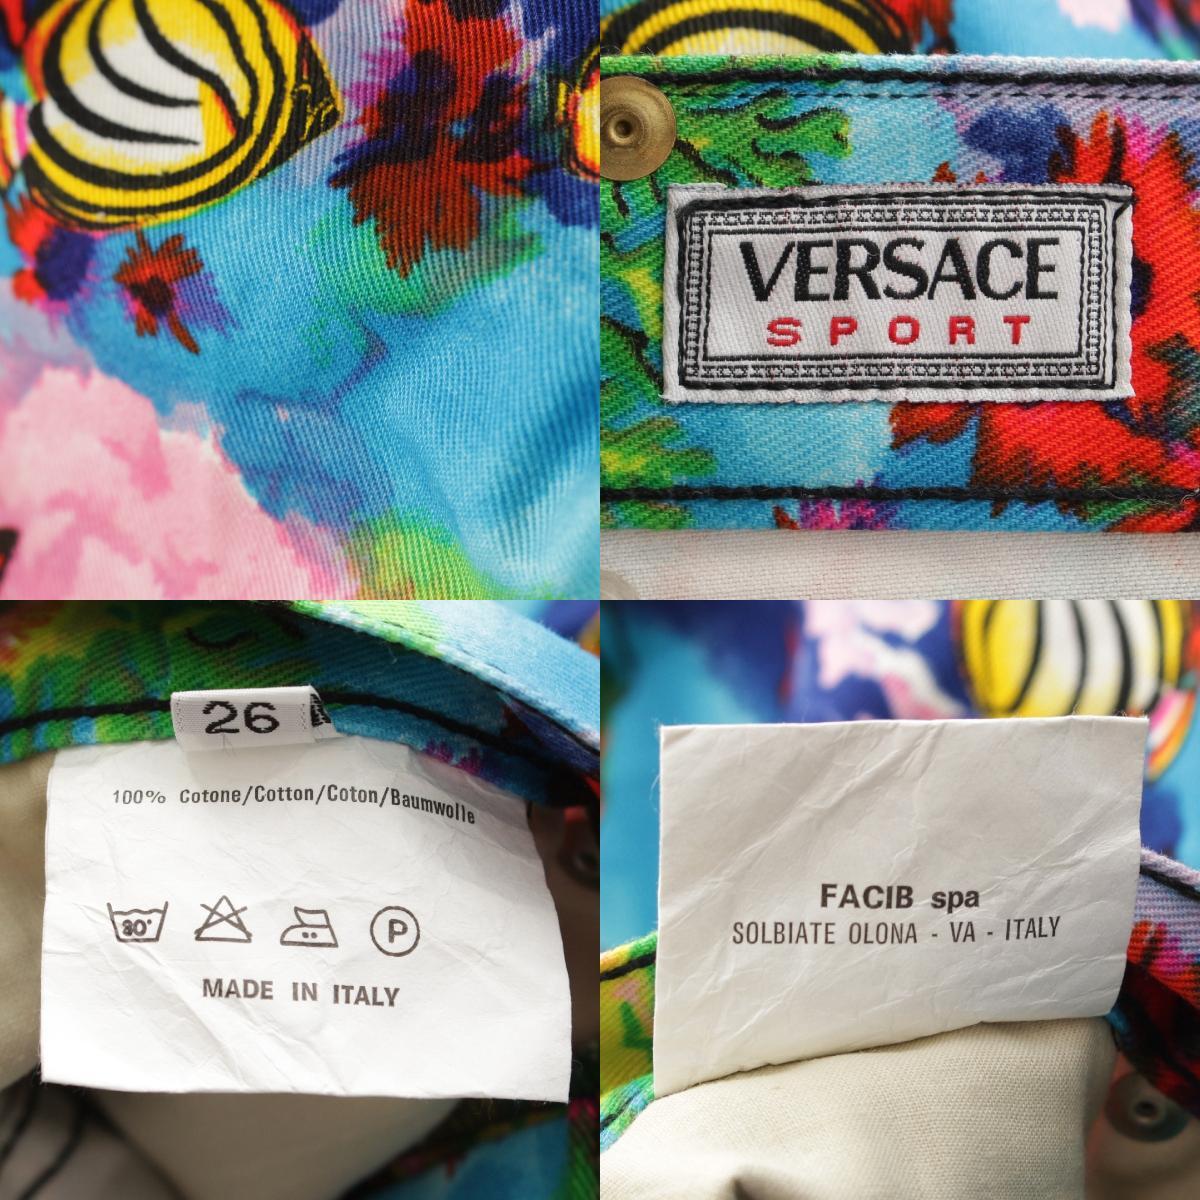 VERSACE
SPORT
26
100% Cotone/Cotton/Coton/Baumwolle
30°
P
MADE IN ITALY
FACIB spa
SOLBIATE OLONA - VA - ITALY